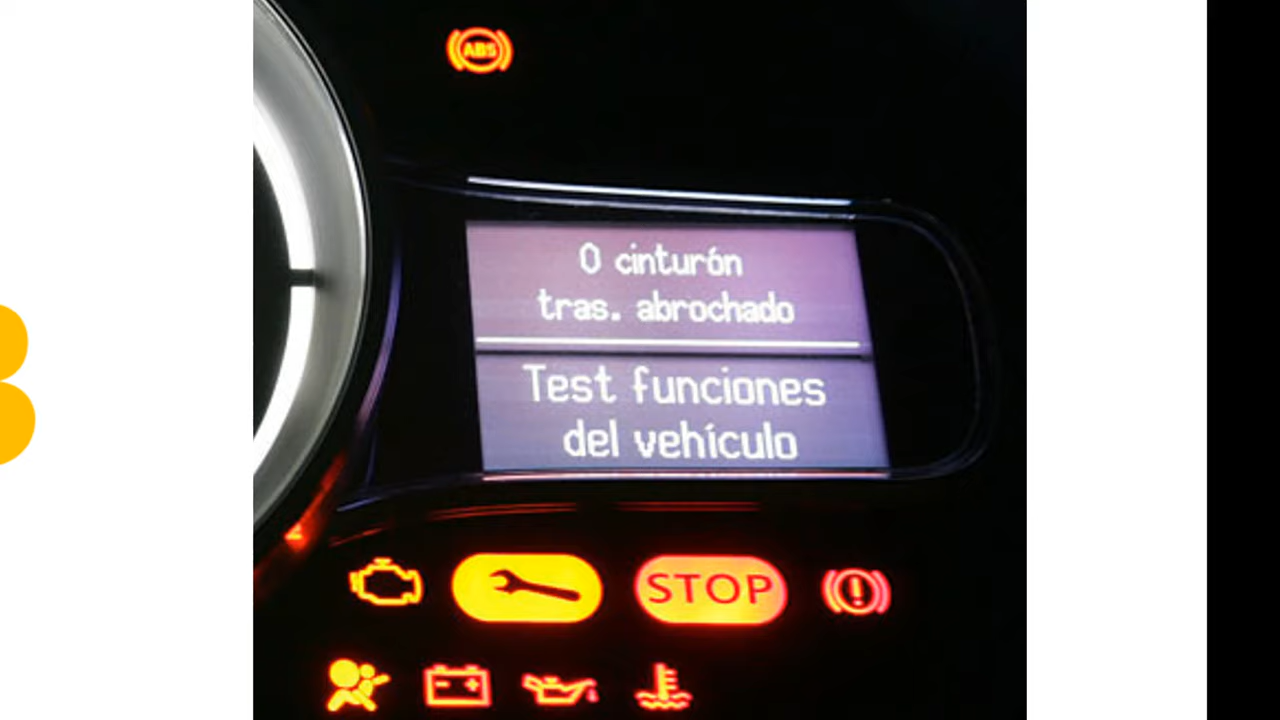 ABS
0 cinturón
tras. abrochado
Test funciones
del vehículo
STOP